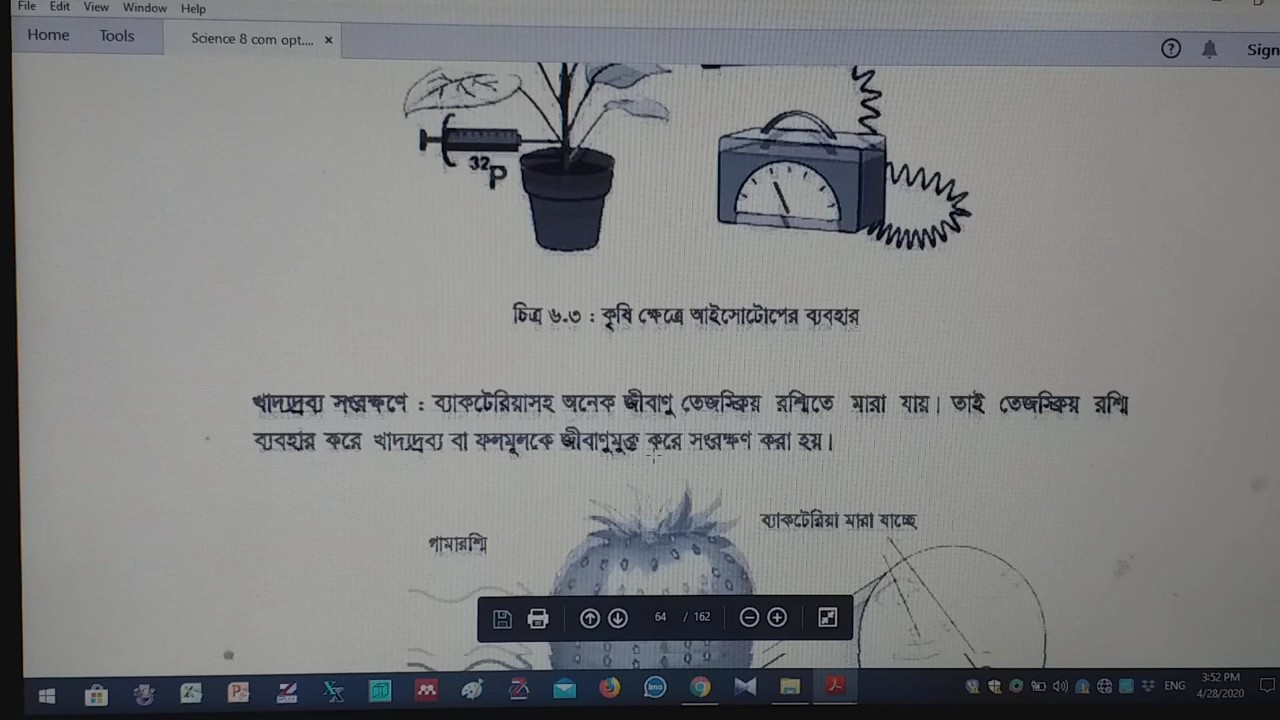 File Edit View Window Help
Home Tools Science 8 com opt.... × ? Sign
32P
চিত্র ৬.৩ : কৃষি ক্ষেত্রে আইসোটোপের ব্যবহার
খাদ্যদ্রব্য সংরক্ষণে : ব্যাকটেরিয়াসহ অনেক জীবাণু তেজস্ক্রিয় রশ্মিতে মারা যায়। তাই তেজস্ক্রিয় রশ্মি
ব্যবহার করে খাদ্যদ্রব্য বা ফলমূলকে জীবাণুমুক্ত করে সংরক্ষণ করা হয়।
ব্যাকটেরিয়া মারা যাচ্ছে
গামারশ্মি
64 / 162
imo
ENG
3:52 PM
4/28/2020